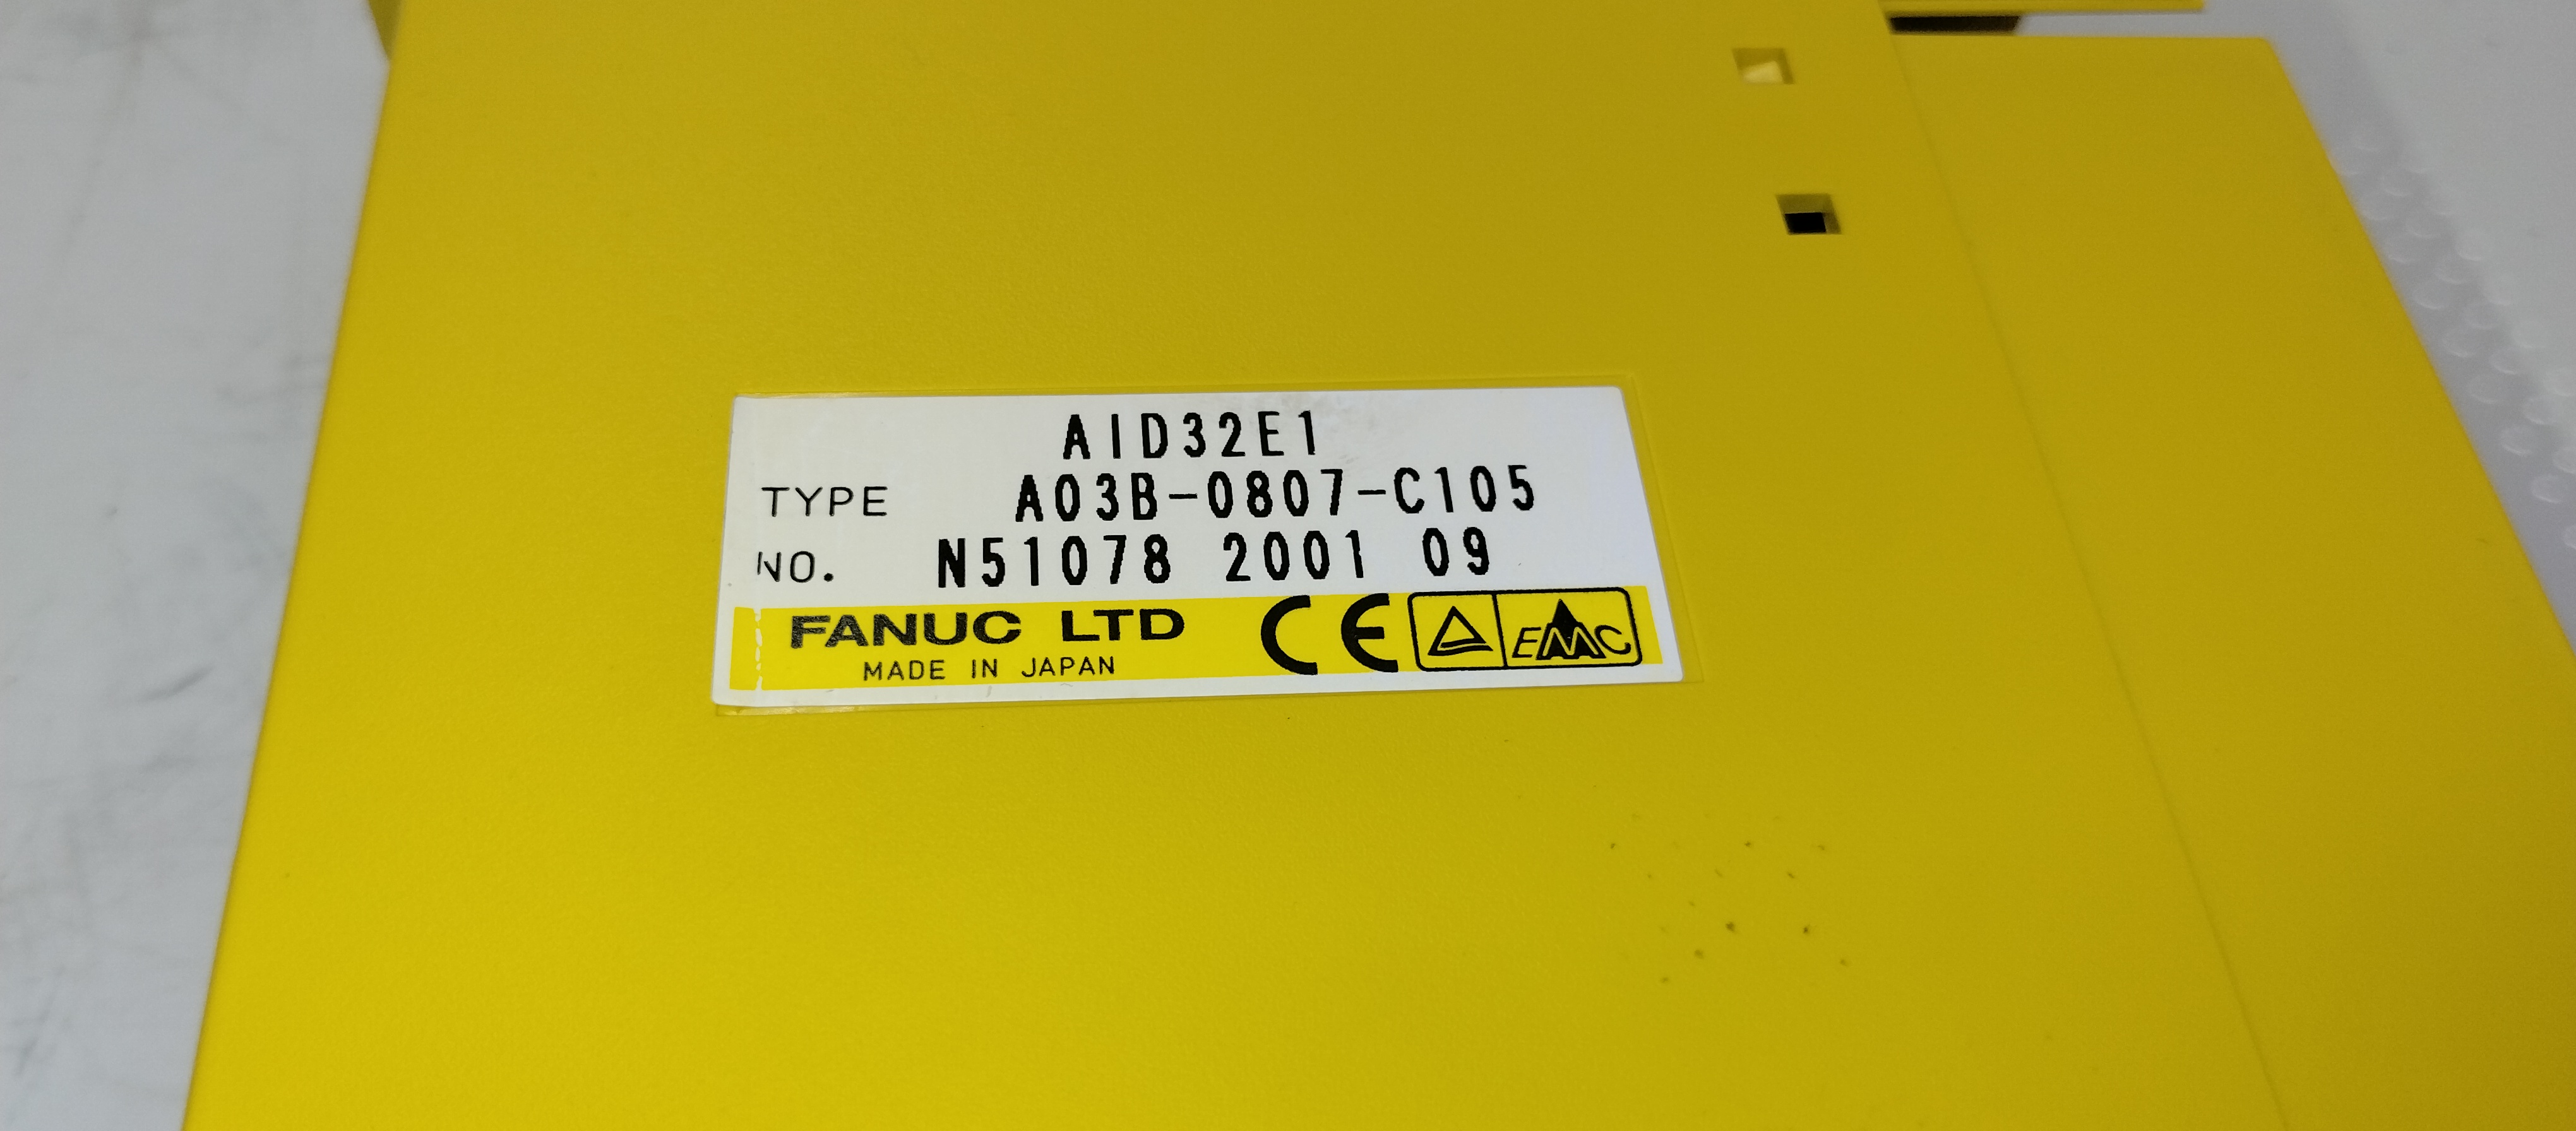 AID32E1
TYPE A03B-0807-C105
NO. N51078 2001 09
FANUC LTD CE EMC
MADE IN JAPAN